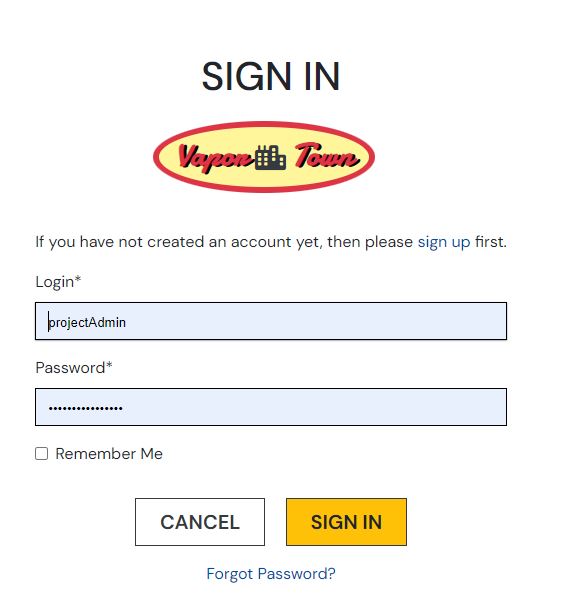 SIGN IN
Vapor Town
If you have not created an account yet, then please sign up first.
Login*
projectAdmin
Password*
••••••••••••••••
Remember Me
CANCEL SIGN IN
Forgot Password?